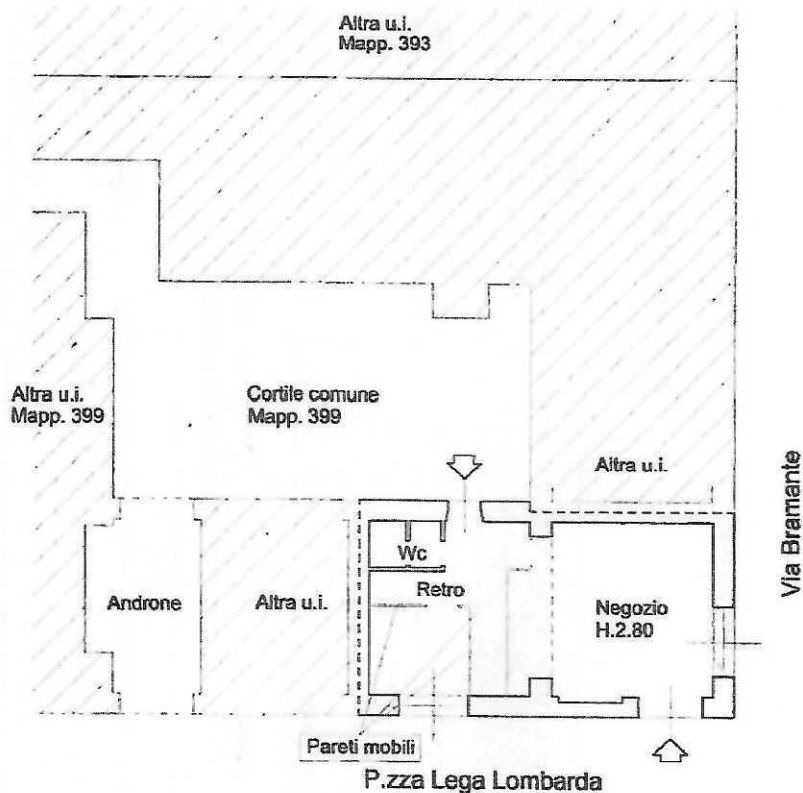 Altra u.i.
Mapp. 393
Altra u.i.
Mapp. 399
Cortile comune
Mapp. 399
Altra u.i.
Via Bramante
Wc
Androne
Altra u.i.
Retro
Negozio
H.2.80
Pareti mobili
P.zza Lega Lombarda